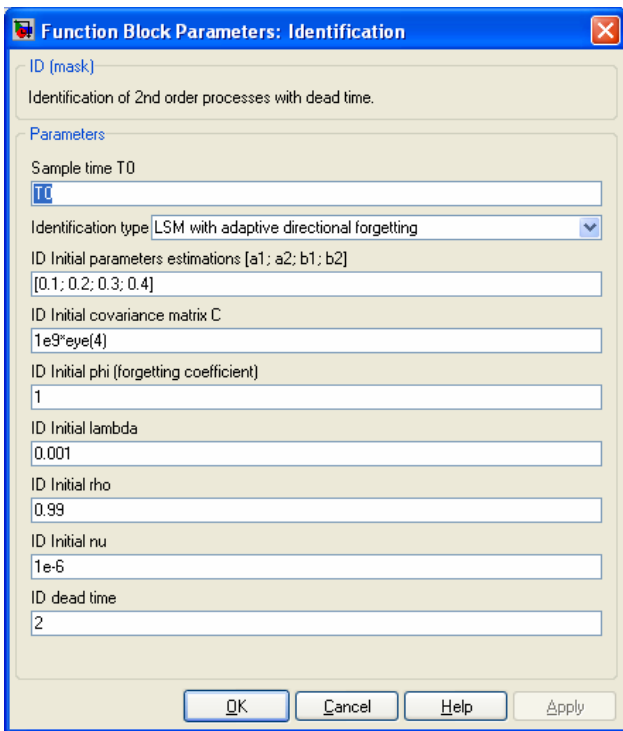 Function Block Parameters: Identification
ID (mask)
Identification of 2nd order processes with dead time.
Parameters
Sample time T0
T0
Identification type LSM with adaptive directional forgetting
ID Initial parameters estimations [a1; a2; b1; b2]
[0.1; 0.2; 0.3; 0.4]
ID Initial covariance matrix C
1e9*eye(4)
ID Initial phi (forgetting coefficient)
1
ID Initial lambda
0.001
ID Initial rho
0.99
ID Initial nu
1e-6
ID dead time
2
OK Cancel Help Apply